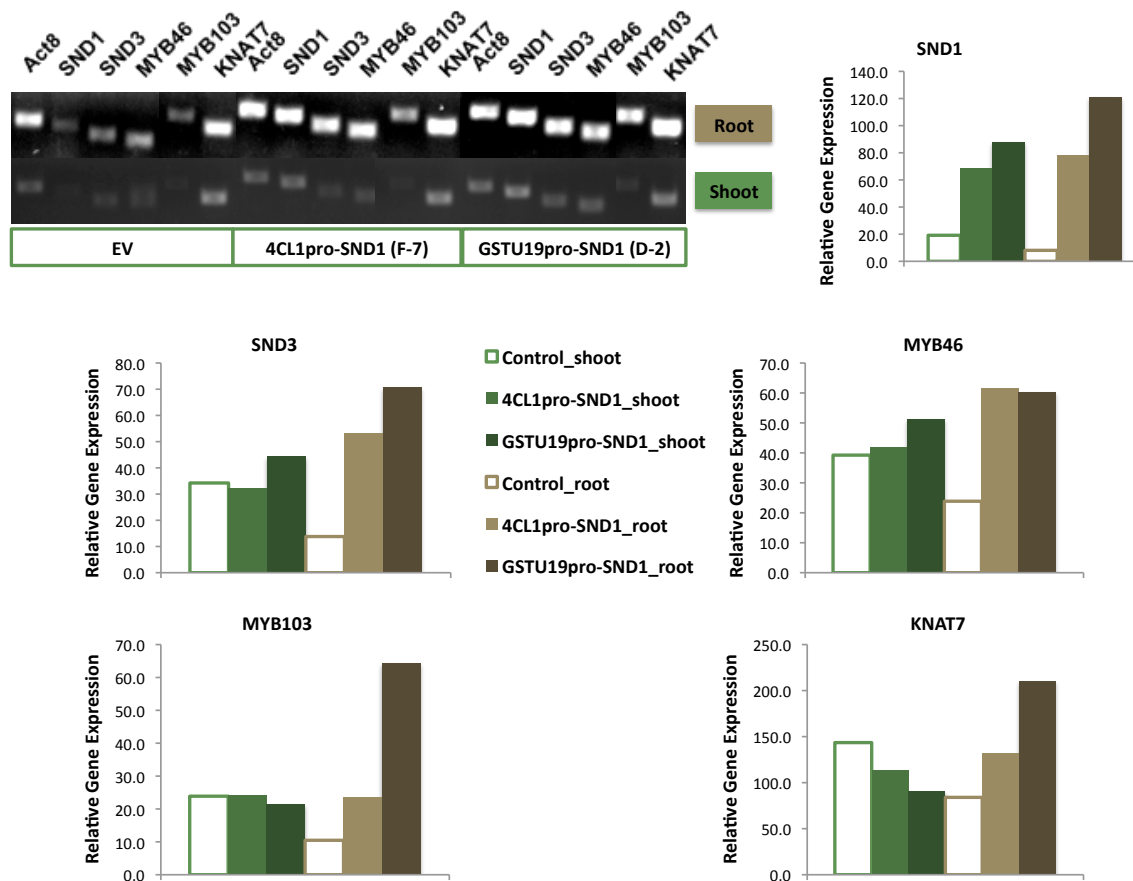 Act8 SND1 SND3 MYB46 MYB103 KNAT7 Act8 SND1 SND3 MYB46 MYB103 KNAT7 Act8 SND1 SND3 MYB46 MYB103 KNAT7
Root
Shoot
EV 4CL1pro-SND1 (F-7) GSTU19pro-SND1 (D-2)
SND1
Relative Gene Expression
140.0
120.0
100.0
80.0
60.0
40.0
20.0
0.0
SND3
Relative Gene Expression
80.0
70.0
60.0
50.0
40.0
30.0
20.0
10.0
0.0
Control_shoot
4CL1pro-SND1_shoot
GSTU19pro-SND1_shoot
Control_root
4CL1pro-SND1_root
GSTU19pro-SND1_root
MYB46
Relative Gene Expression
70.0
60.0
50.0
40.0
30.0
20.0
10.0
0.0
MYB103
Relative Gene Expression
70.0
60.0
50.0
40.0
30.0
20.0
10.0
0.0
KNAT7
Relative Gene Expression
250.0
200.0
150.0
100.0
50.0
0.0